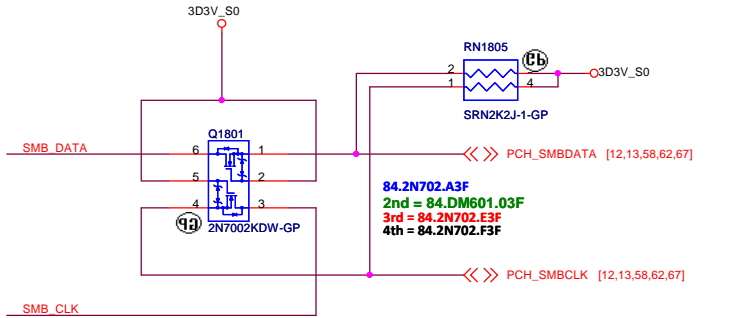 3D3V_S0
RN1805
2
1
4
3D3V_S0
SRN2K2J-1-GP
Q1801
SMB_DATA
6
1
PCH_SMBDATA [12,13,58,62,67]
5
2
84.2N702.A3F
2nd = 84.DM601.03F
4
3
3rd = 84.2N702.E3F
2N7002KDW-GP
4th = 84.2N702.F3F
PCH_SMBCLK [12,13,58,62,67]
SMB_CLK